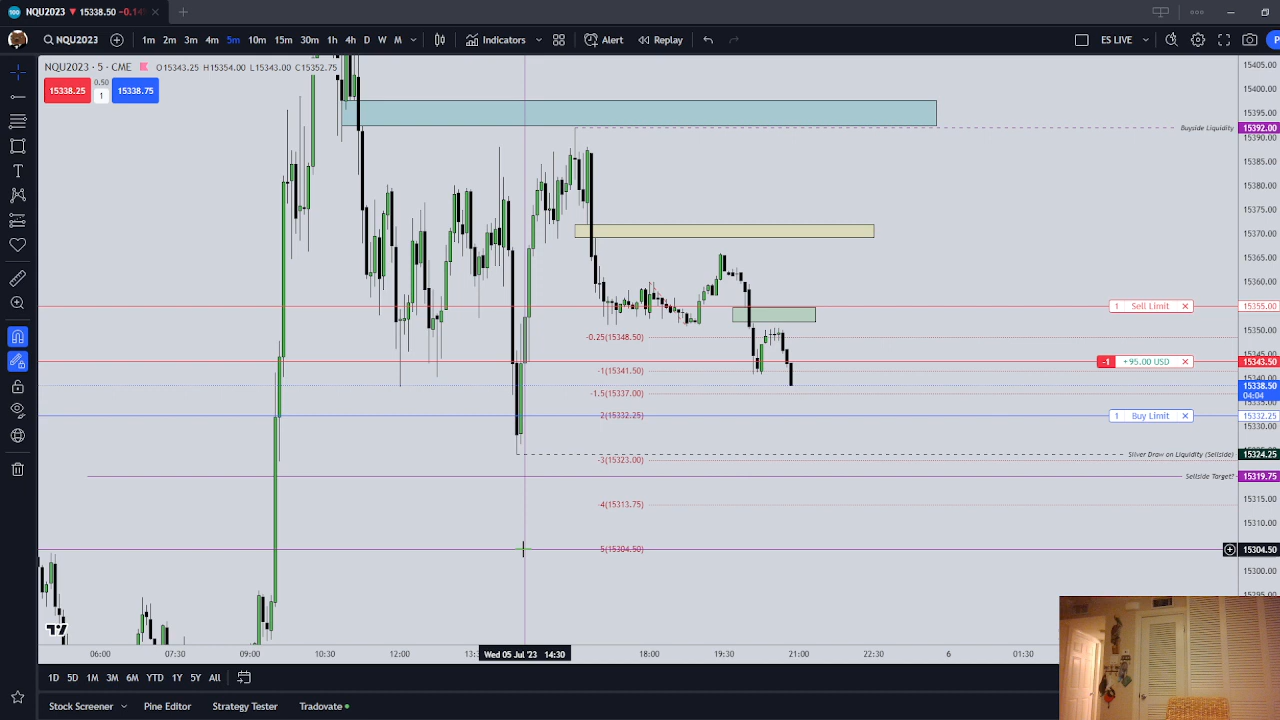 NQU2023 ▼ 15338.50 -0.14
NQU2023 1m 2m 3m 4m 5m 10m 15m 30m 1h 4h D W M Indicators Alert Replay ES LIVE
NQU2023 · 5 · CME O15343.25 H15354.00 L15343.00 C15352.75
15338.25 0.50 1 15338.75
15405.00
15400.00
15395.00
Buyside Liquidity 15392.00
15390.00
15385.00
15380.00
15375.00
15370.00
15365.00
15360.00
1 Sell Limit × 15355.00
15350.00
-0.25(15348.50)
15345.00
-1 +95.00 USD × 15343.50
-1(15341.50)
15340.00
15338.50
04:04
-1.5(15337.00)
2(15332.25) 1 Buy Limit × 15332.25
15330.00
Silver Draw on Liquidity (Sellside) 15324.25
-3(15323.00)
Sellside Target? 15319.75
15315.00
-4(15313.75)
15310.00
5(15304.50) 15304.50
15300.00
15295.00
06:00 07:30 09:00 10:30 12:00 13: Wed 05 Jul '23 14:30 18:00 19:30 21:00 22:30 6 01:30
1D 5D 1M 3M 6M YTD 1Y 5Y All
Stock Screener Pine Editor Strategy Tester Tradovate